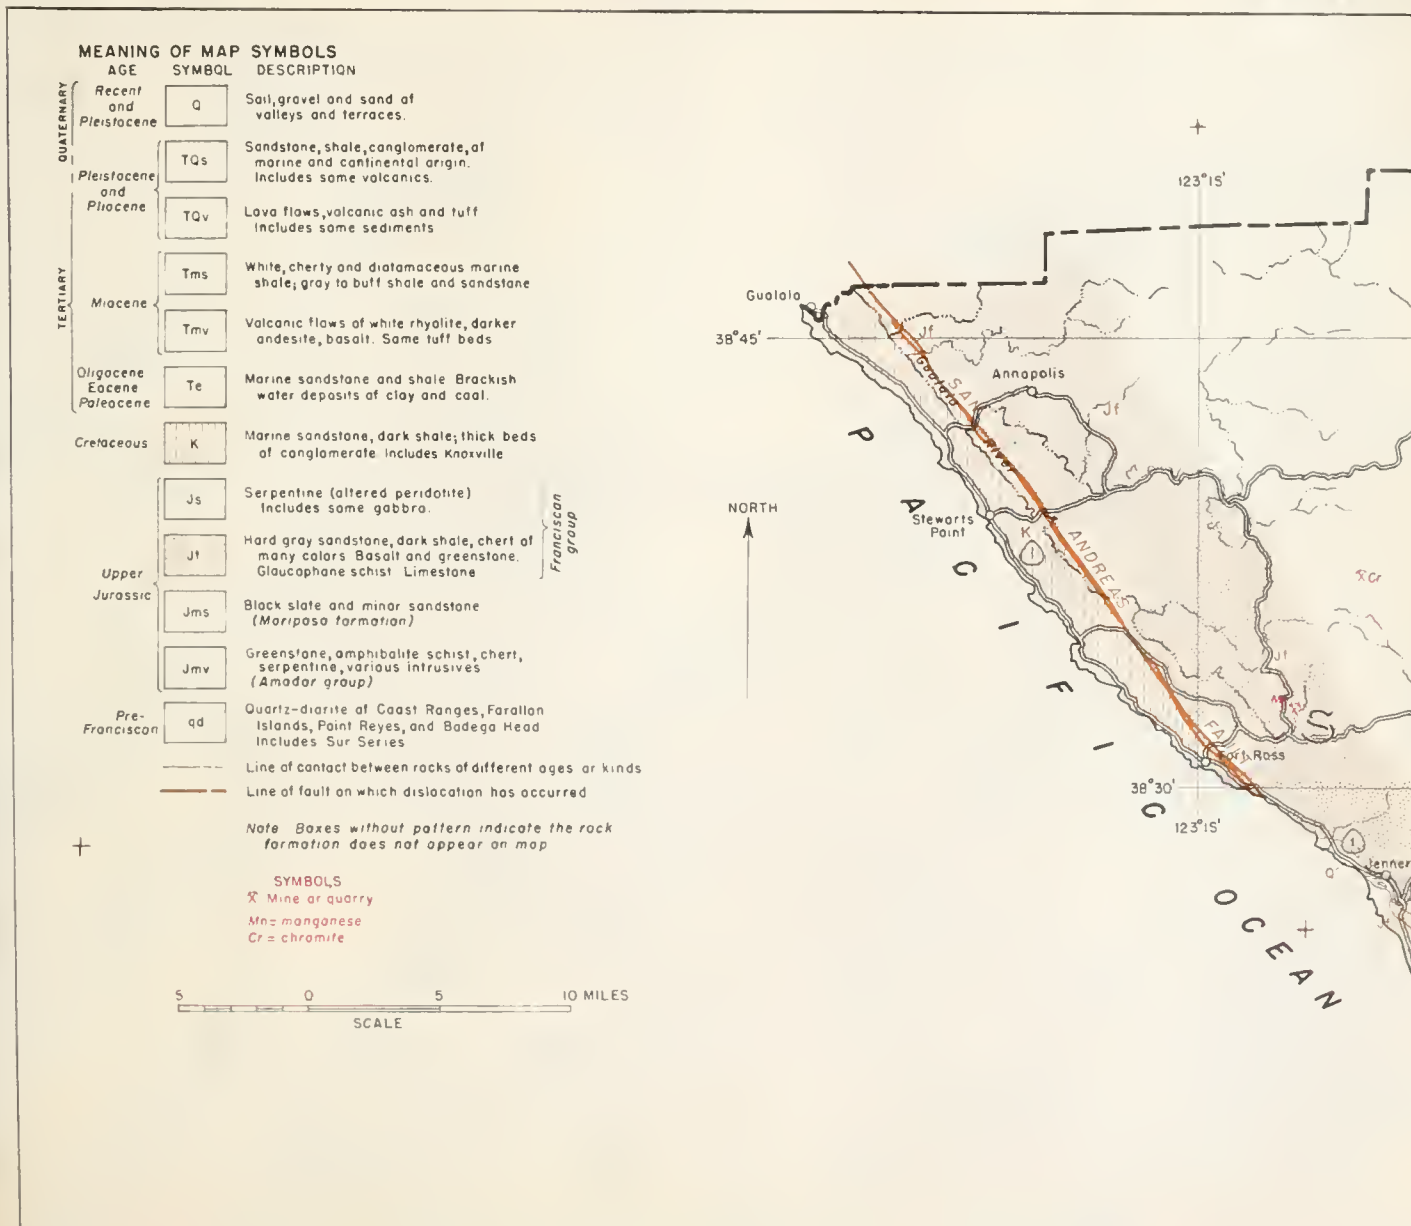 MEANING OF MAP SYMBOLS
AGE SYMBOL DESCRIPTION
QUATERNARY
Recent
and
Pleistocene
Q
Soil, gravel and sand of
valleys and terraces.
Pleistocene
and
Pliocene
TQs
Sandstone, shale, conglomerate, of
marine and continental origin.
Includes some volcanics.
TQv
Lava flows, volcanic ash and tuff
Includes some sediments
TERTIARY
Miocene
Tms
White, cherty and diatomaceous marine
shale; gray to buff shale and sandstone
Tmv
Volcanic flows of white rhyolite, darker
andesite, basalt. Some tuff beds
Oligocene
Eocene
Paleocene
Te
Marine sandstone and shale Brackish
water deposits of clay and coal.
Cretaceous
K
Marine sandstone, dark shale; thick beds
of conglomerate Includes Knoxville
Upper
Jurassic
Js
Serpentine (altered peridotite)
Includes some gabbro.
Jf
Hard gray sandstone, dark shale, chert of
many colors Basalt and greenstone.
Glaucophane schist Limestone
Franciscan
group
Jms
Black slate and minor sandstone
(Mariposa formation)
Jmv
Greenstone, amphibolite schist, chert,
serpentine, various intrusives
(Amador group)
Pre-
Franciscan
qd
Quartz-diorite of Coast Ranges, Farallon
Islands, Point Reyes, and Bodega Head
Includes Sur Series
Line of contact between rocks of different ages or kinds
Line of fault on which dislocation has occurred
Note Boxes without pattern indicate the rock
formation does not appear on map
SYMBOLS
Mine or quarry
Mn = manganese
Cr = chromite
5 0 5 10 MILES
SCALE
NORTH
123°15'
Gualala
38°45'
Jf
Gualala River
Annapolis
Jf
SAN ANDREAS FAULT
Stewarts
Point
K
1
Cr
Jf
S
Fort Ross
38°30'
123°15'
1
Jenner
Q
PACIFIC
OCEAN